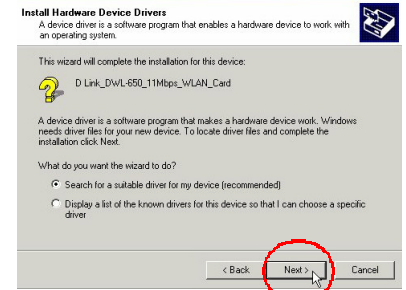 Install Hardware Device Drivers
A device driver is a software program that enables a hardware device to work with
an operating system.
This wizard will complete the installation for this device:
D Link_DWL-650_11Mbps_WLAN_Card
A device driver is a software program that makes a hardware device work. Windows
needs driver files for your new device. To locate driver files and complete the
installation click Next.
What do you want the wizard to do?
Search for a suitable driver for my device (recommended)
Display a list of the known drivers for this device so that I can choose a specific
driver
< Back Next > Cancel